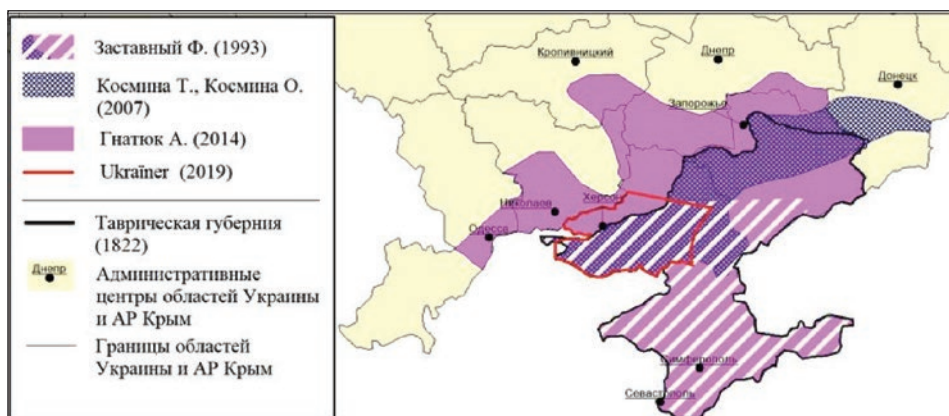 Заставный Ф. (1993)
Космина Т., Космина О.
(2007)
Гнатюк А. (2014)
Ukraïner (2019)
Таврическая губерния
(1822)
Днепр
Административные
центры областей Украины
и АР Крым
Границы областей
Украины и АР Крым
Кропивницкий
Днепр
Донецк
Запорожье
Николаев
Херсон
Одесса
Симферополь
Севастополь